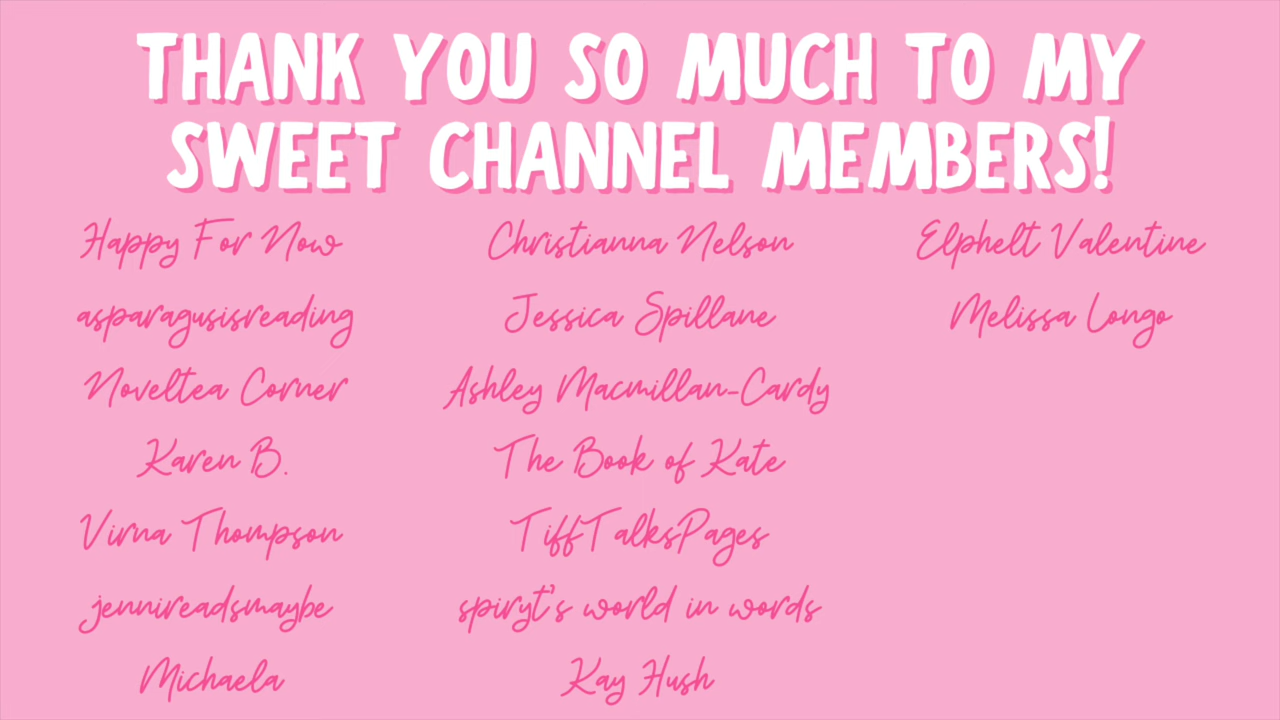 THANK YOU SO MUCH TO MY
SWEET CHANNEL MEMBERS!
Happy For Now
asparagusisreading
Noveltea Corner
Karen B.
Virna Thompson
jennireadsmaybe
Michaela
Christianna Nelson
Jessica Spillane
Ashley Macmillan-Cardy
The Book of Kate
TiffTalksPages
spiryt's world in words
Kay Hush
Elphelt Valentine
Melissa Longo